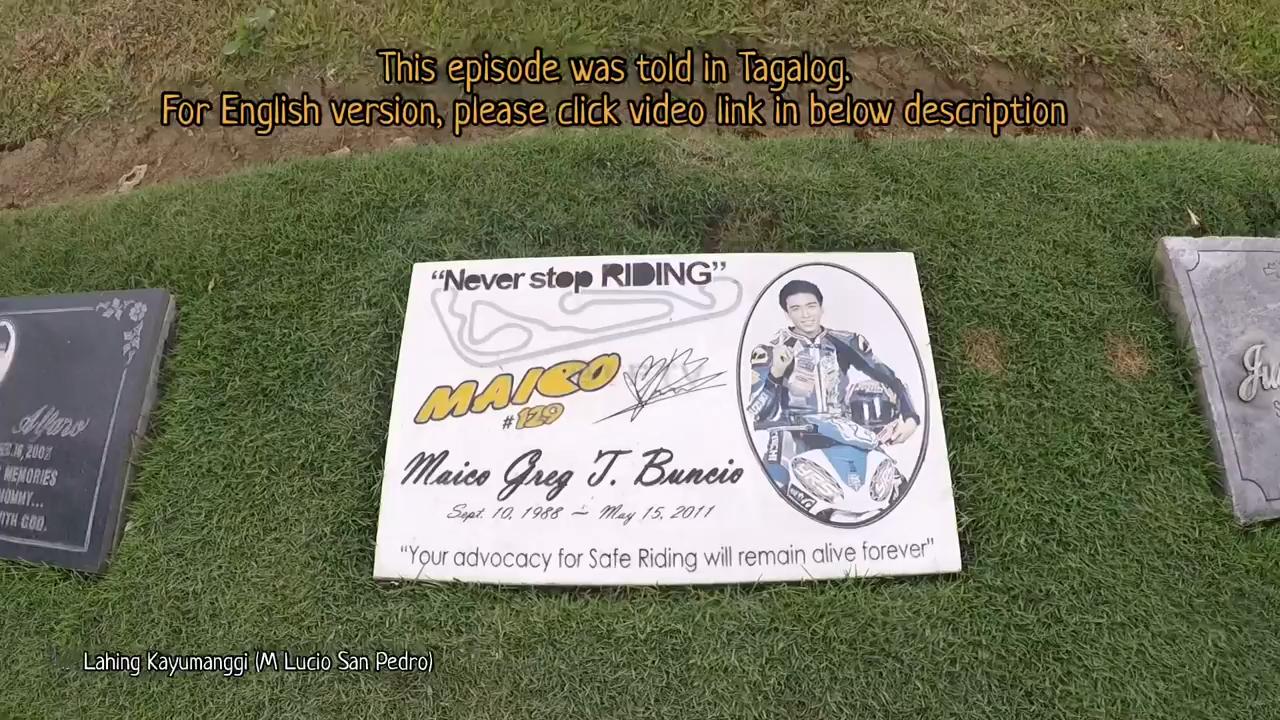 This episode was told in Tagalog.
For English version, please click video link in below description
“Never stop RIDING”
MAICO
#129
Maico Greg T. Buncio
Sept. 10, 1988 ~ May 15, 2011
“Your advocacy for Safe Riding will remain alive forever”
Alfaro
MEMORIES
MOMMY...
WITH GOD.
Lahing Kayumanggi (M Lucio San Pedro)